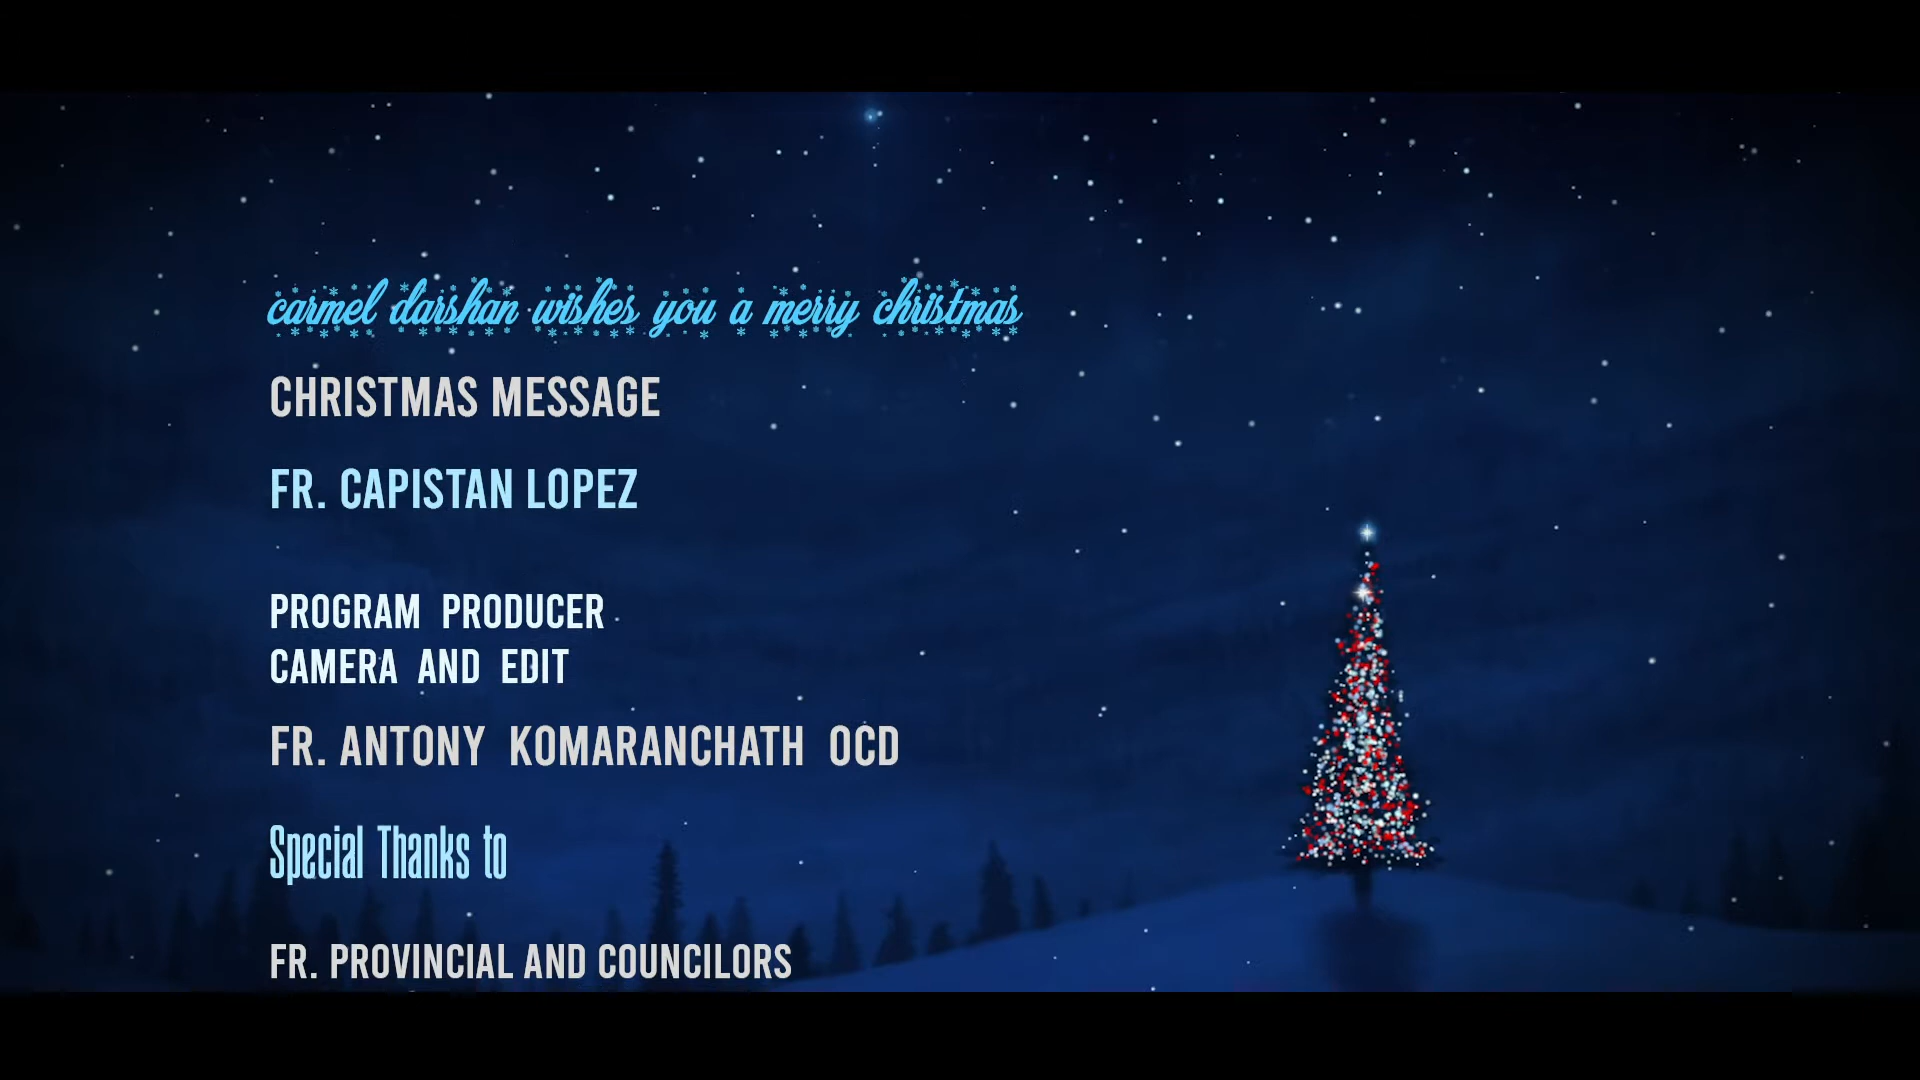 carmel darshan wishes you a merry christmas
CHRISTMAS MESSAGE
FR. CAPISTAN LOPEZ
PROGRAM PRODUCER
CAMERA AND EDIT
FR. ANTONY KOMARANCHATH OCD
Special Thanks to
FR. PROVINCIAL AND COUNCILORS